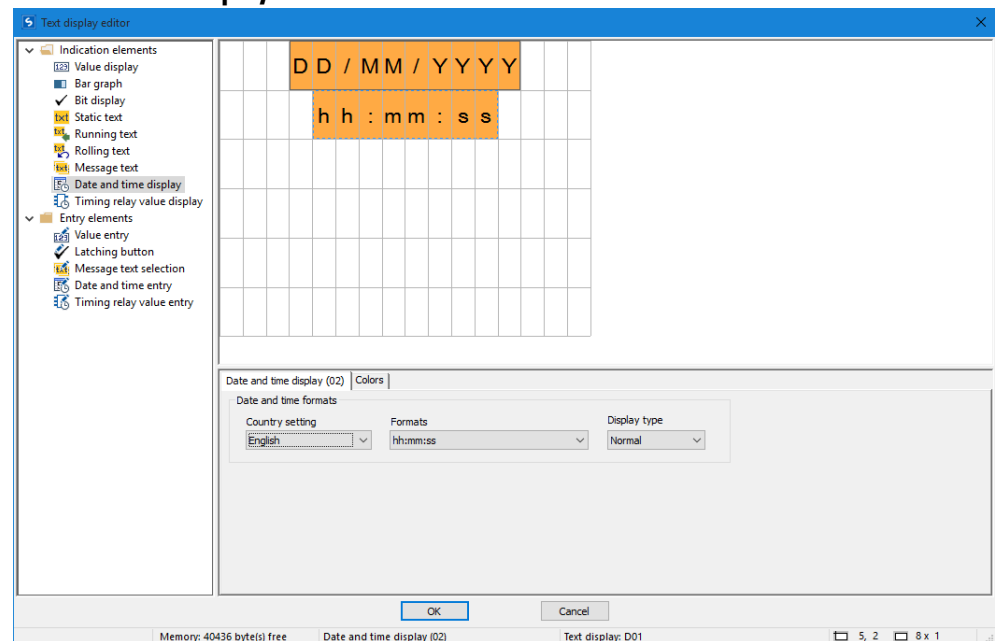 Text display editor
Indication elements
Value display
Bar graph
Bit display
Static text
Running text
Rolling text
Message text
Date and time display
Timing relay value display
Entry elements
Value entry
Latching button
Message text selection
Date and time entry
Timing relay value entry
DD/MM/YYYY
hh:mm:ss
Date and time display (02) Colors
Date and time formats
Country setting Formats Display type
English hh:mm:ss Normal
OK Cancel
Memory: 40436 byte(s) free Date and time display (02) Text display: D01 5, 2 8 x 1